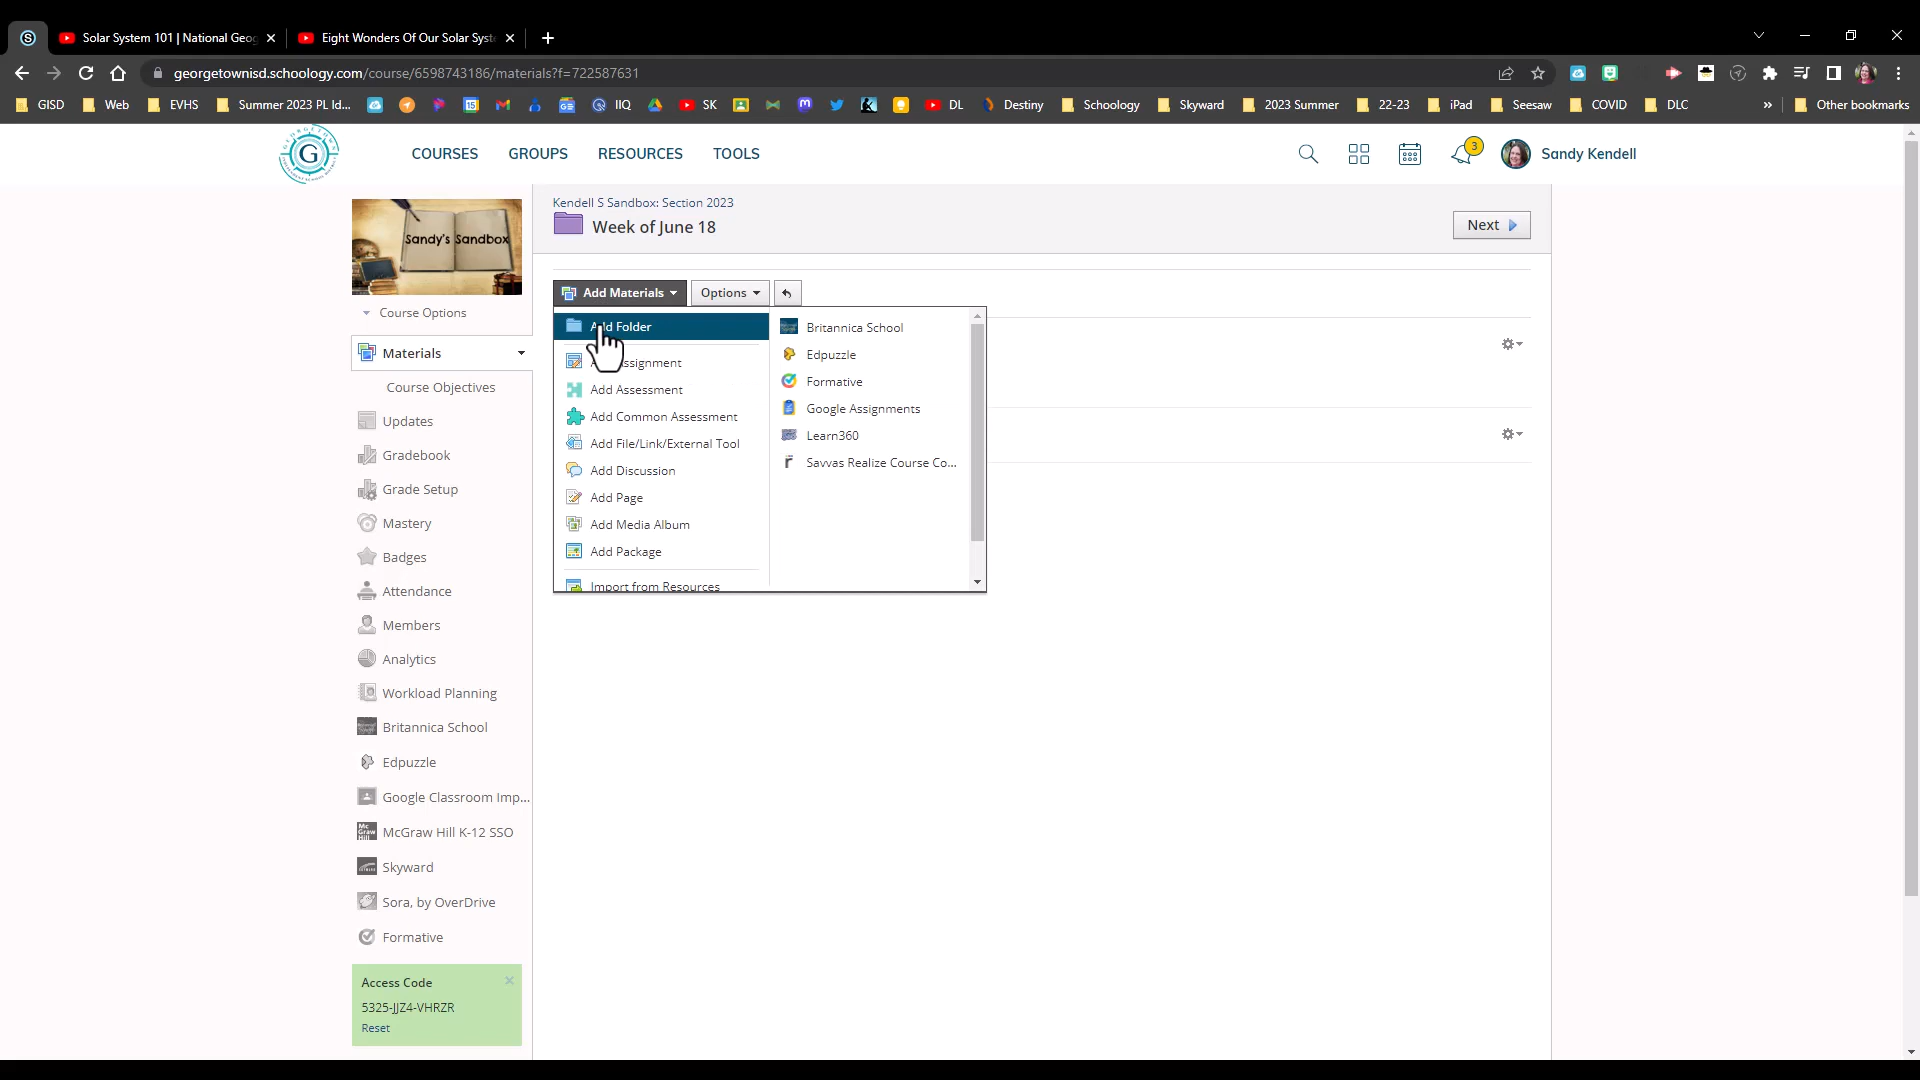 Solar System 101 | National Geog
Eight Wonders Of Our Solar Syst
georgetownisd.schoology.com/course/6598743186/materials?f=722587631
GISD
Web
EVHS
Summer 2023 PL Id...
15
IIQ
SK
DL
Destiny
Schoology
Skyward
2023 Summer
22-23
iPad
Seesaw
COVID
DLC
»
Other bookmarks
G
COURSES
GROUPS
RESOURCES
TOOLS
3
Sandy Kendell
Sandy's Sandbox
Course Options
Materials
Course Objectives
Updates
Gradebook
Grade Setup
Mastery
Badges
Attendance
Members
Analytics
Workload Planning
Britannica School
Edpuzzle
Google Classroom Imp...
McGraw Hill K-12 SSO
Skyward
Sora, by OverDrive
Formative
Access Code
5325-JJZ4-VHRZR
Reset
Kendell S Sandbox: Section 2023
Week of June 18
Next
Add Materials
Options
Add Folder
Assignment
Add Assessment
Add Common Assessment
Add File/Link/External Tool
Add Discussion
Add Page
Add Media Album
Add Package
Import from Resources
Britannica School
Edpuzzle
Formative
Google Assignments
Learn360
Savvas Realize Course Co...